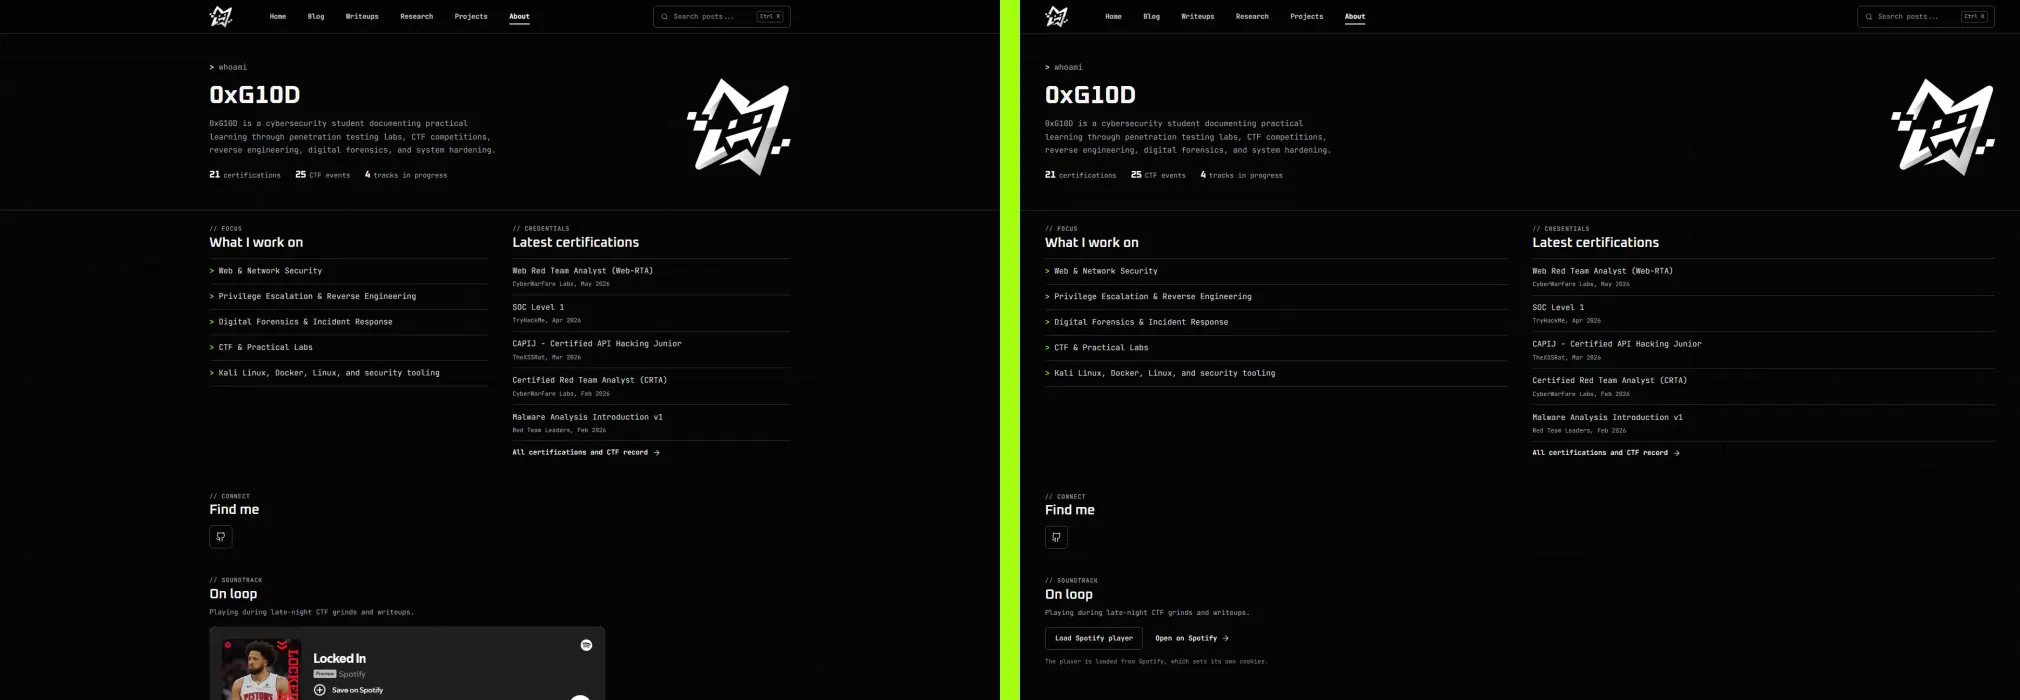 Home Blog Writeups Research Projects About Search posts... Ctrl K
> whoami
0xG10D
0xG10D is a cybersecurity student documenting practical
learning through penetration testing labs, CTF competitions,
reverse engineering, digital forensics, and system hardening.
21 certifications 25 CTF events 4 tracks in progress
// FOCUS
What I work on
> Web & Network Security
> Privilege Escalation & Reverse Engineering
> Digital Forensics & Incident Response
> CTF & Practical Labs
> Kali Linux, Docker, Linux, and security tooling
// CREDENTIALS
Latest certifications
Web Red Team Analyst (Web-RTA)
CyberWarFare Labs, May 2026
SOC Level 1
TryHackMe, Apr 2026
CAPIJ - Certified API Hacking Junior
TheXSSRat, Mar 2026
Certified Red Team Analyst (CRTA)
CyberWarFare Labs, Feb 2026
Malware Analysis Introduction v1
Red Team Leaders, Feb 2026
All certifications and CTF record →
// CONNECT
Find me
// SOUNDTRACK
On loop
Playing during late-night CTF grinds and writeups.
LOCKED
PISTONS
Locked In
Preview Spotify
Save on Spotify
Home Blog Writeups Research Projects About Search posts... Ctrl K
> whoami
0xG10D
0xG10D is a cybersecurity student documenting practical
learning through penetration testing labs, CTF competitions,
reverse engineering, digital forensics, and system hardening.
21 certifications 25 CTF events 4 tracks in progress
// FOCUS
What I work on
> Web & Network Security
> Privilege Escalation & Reverse Engineering
> Digital Forensics & Incident Response
> CTF & Practical Labs
> Kali Linux, Docker, Linux, and security tooling
// CREDENTIALS
Latest certifications
Web Red Team Analyst (Web-RTA)
CyberWarFare Labs, May 2026
SOC Level 1
TryHackMe, Apr 2026
CAPIJ - Certified API Hacking Junior
TheXSSRat, Mar 2026
Certified Red Team Analyst (CRTA)
CyberWarFare Labs, Feb 2026
Malware Analysis Introduction v1
Red Team Leaders, Feb 2026
All certifications and CTF record →
// CONNECT
Find me
// SOUNDTRACK
On loop
Playing during late-night CTF grinds and writeups.
Load Spotify player Open on Spotify →
The player is loaded from Spotify, which sets its own cookies.